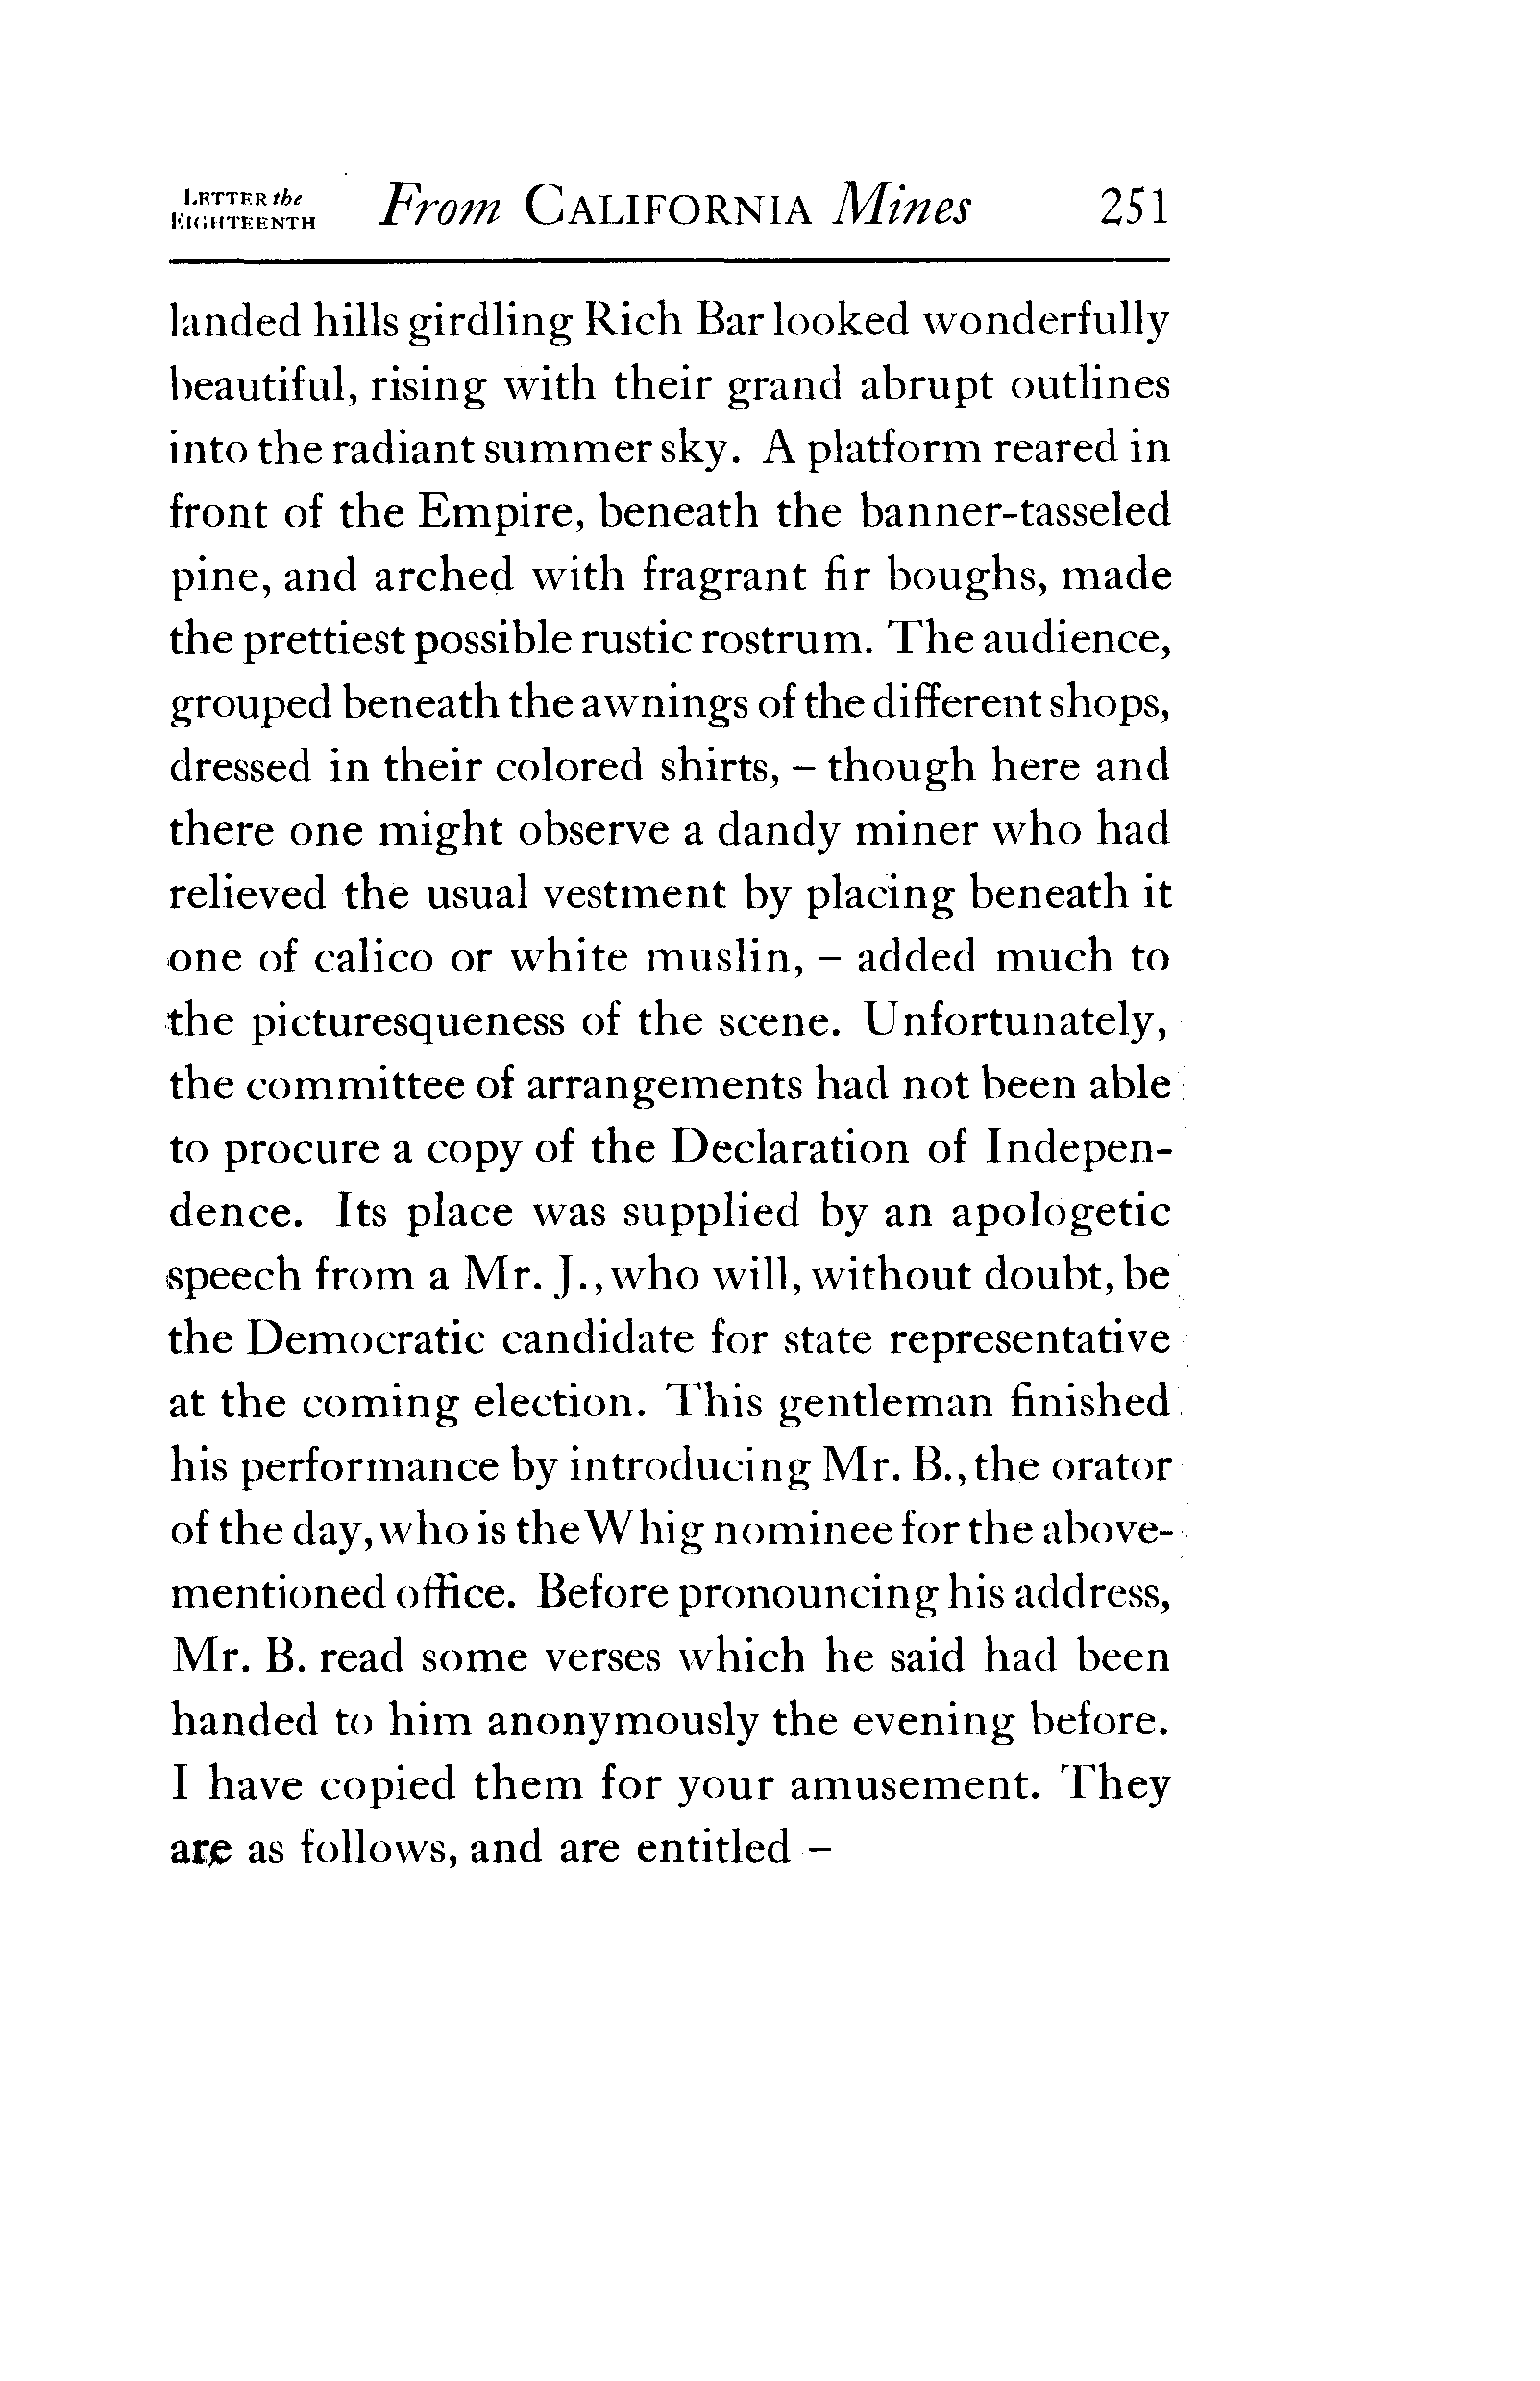 LETTER the
EIGHTEENTH From CALIFORNIA Mines 251
landed hills girdling Rich Bar looked wonderfully
beautiful, rising with their grand abrupt outlines
into the radiant summer sky. A platform reared in
front of the Empire, beneath the banner-tasseled
pine, and arched with fragrant fir boughs, made
the prettiest possible rustic rostrum. The audience,
grouped beneath the awnings of the different shops,
dressed in their colored shirts, – though here and
there one might observe a dandy miner who had
relieved the usual vestment by placing beneath it
one of calico or white muslin, – added much to
the picturesqueness of the scene. Unfortunately,
the committee of arrangements had not been able
to procure a copy of the Declaration of Indepen-
dence. Its place was supplied by an apologetic
speech from a Mr. J., who will, without doubt, be
the Democratic candidate for state representative
at the coming election. This gentleman finished
his performance by introducing Mr. B., the orator
of the day, who is the Whig nominee for the above-
mentioned office. Before pronouncing his address,
Mr. B. read some verses which he said had been
handed to him anonymously the evening before.
I have copied them for your amusement. They
are as follows, and are entitled –